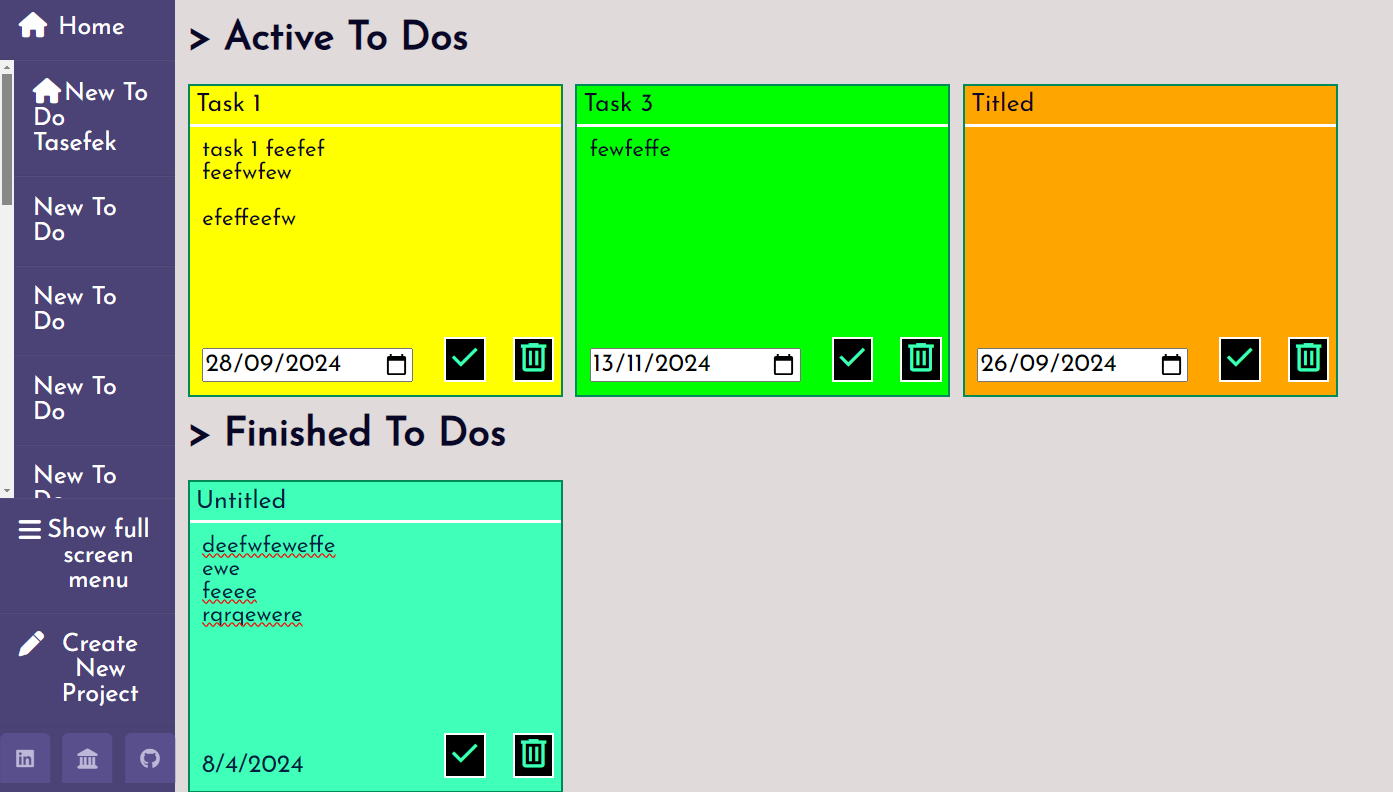 Home
New To
Do
Tasefek
New To
Do
New To
Do
New To
Do
New To
Do
Show full
screen
menu
Create
New
Project
> Active To Dos
Task 1
task 1 feefef
feefwfew
efeffeefw
28/09/2024
Task 3
fewfeffe
13/11/2024
Titled
26/09/2024
> Finished To Dos
Untitled
deefwfeweffe
ewe
feeee
rqrqewere
8/4/2024